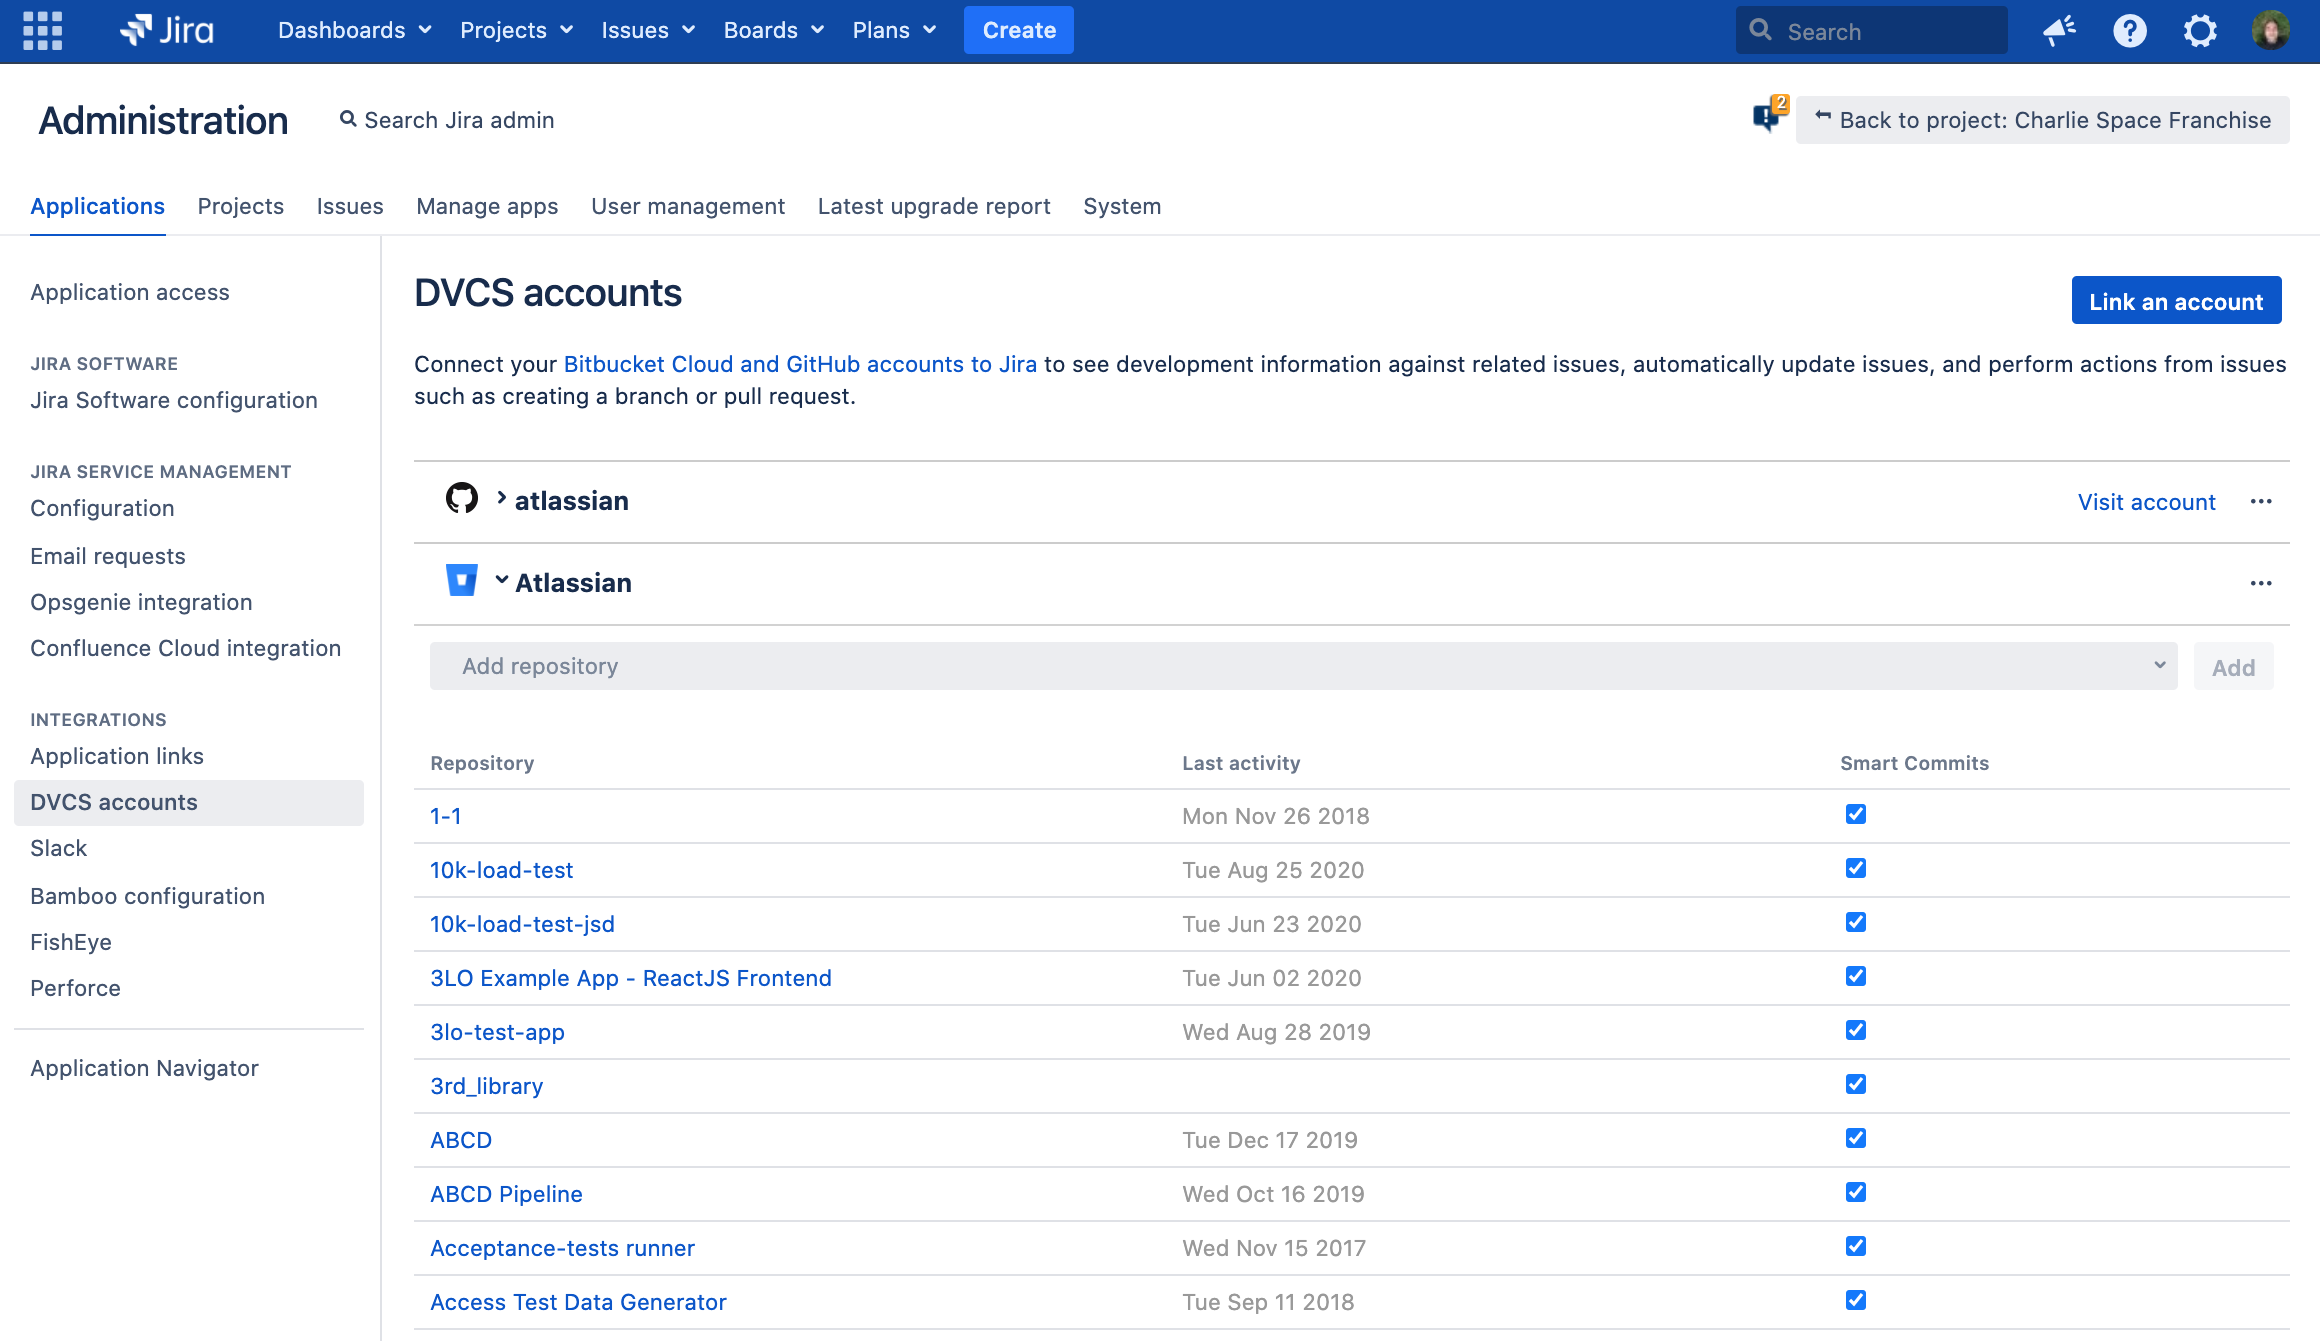 Jira Dashboards Projects Issues Boards Plans Create Search
Administration Search Jira admin 2 Back to project: Charlie Space Franchise
Applications Projects Issues Manage apps User management Latest upgrade report System
Application access
JIRA SOFTWARE
Jira Software configuration
JIRA SERVICE MANAGEMENT
Configuration
Email requests
Opsgenie integration
Confluence Cloud integration
INTEGRATIONS
Application links
DVCS accounts
Slack
Bamboo configuration
FishEye
Perforce
Application Navigator
DVCS accounts
Link an account
Connect your Bitbucket Cloud and GitHub accounts to Jira to see development information against related issues, automatically update issues, and perform actions from issues
such as creating a branch or pull request.
atlassian Visit account
Atlassian
Add repository Add
Repository Last activity Smart Commits
1-1 Mon Nov 26 2018
10k-load-test Tue Aug 25 2020
10k-load-test-jsd Tue Jun 23 2020
3LO Example App - ReactJS Frontend Tue Jun 02 2020
3lo-test-app Wed Aug 28 2019
3rd_library
ABCD Tue Dec 17 2019
ABCD Pipeline Wed Oct 16 2019
Acceptance-tests runner Wed Nov 15 2017
Access Test Data Generator Tue Sep 11 2018